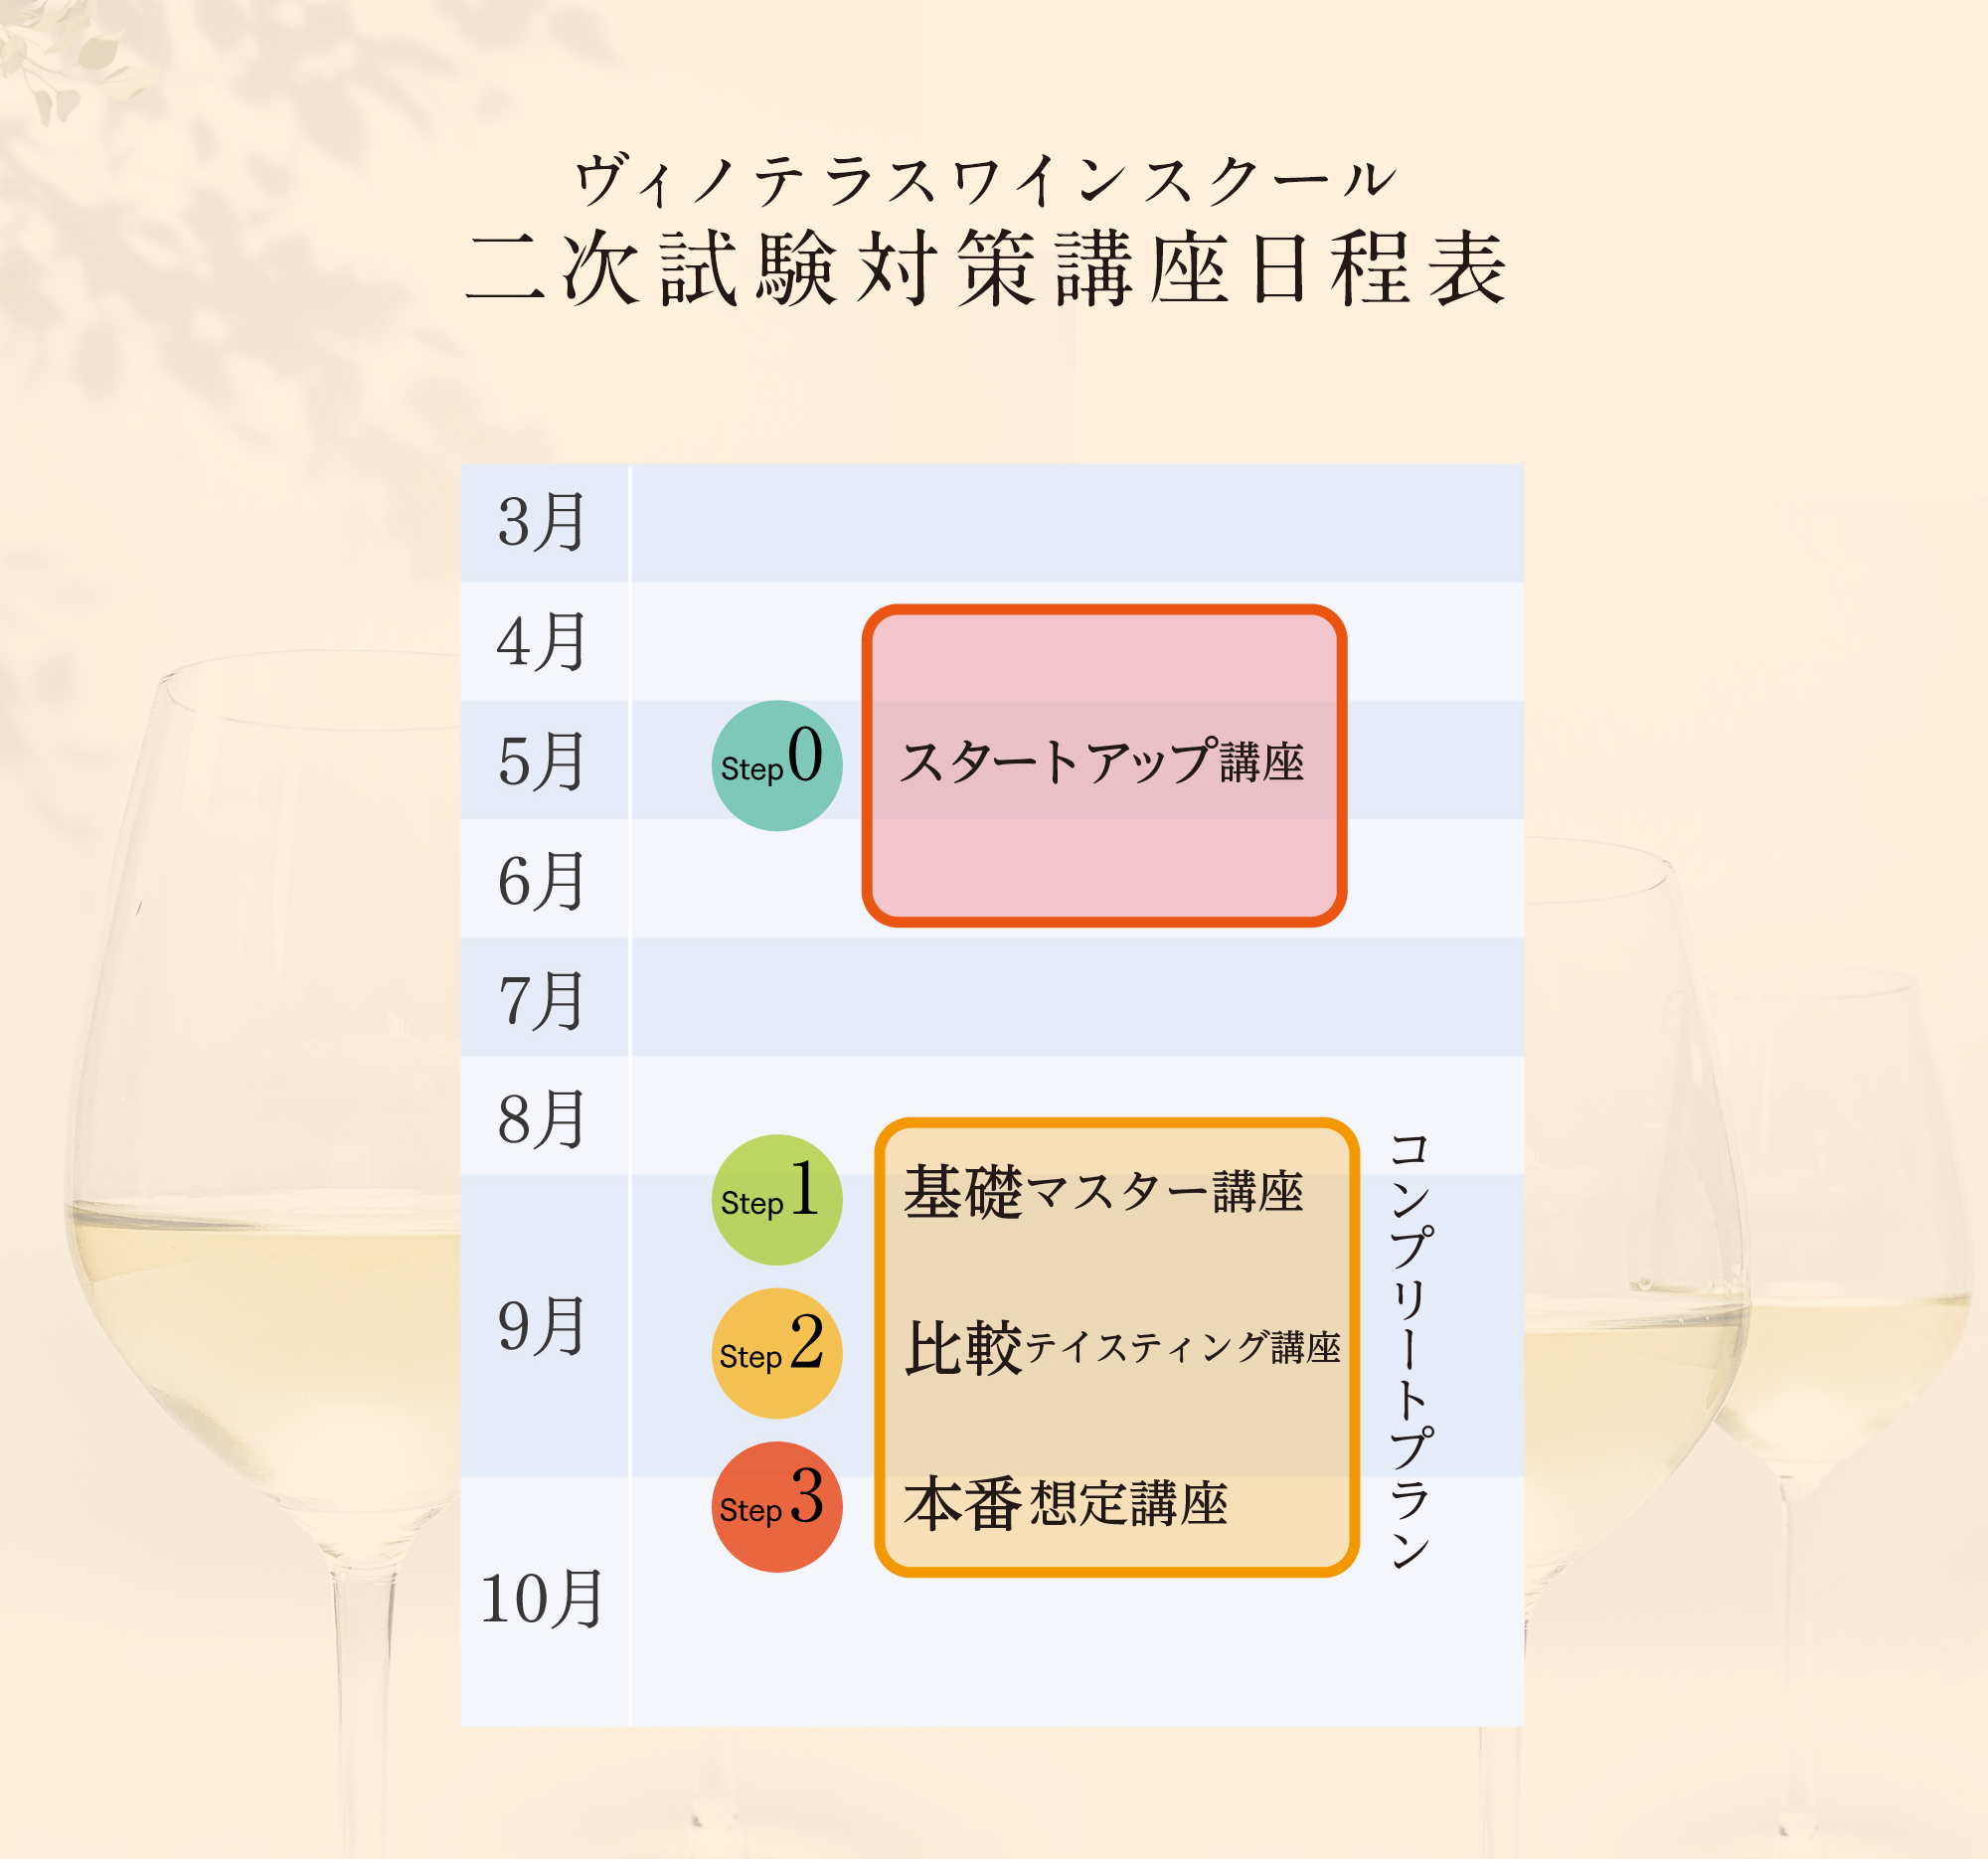 ヴィノテラスワインスクール
二次試験対策講座日程表
3月
4月
5月
Step 0
スタートアップ講座
6月
7月
8月
Step 1
基礎マスター講座
9月
Step 2
比較テイスティング講座
Step 3
本番想定講座
コンプリートプラン
10月